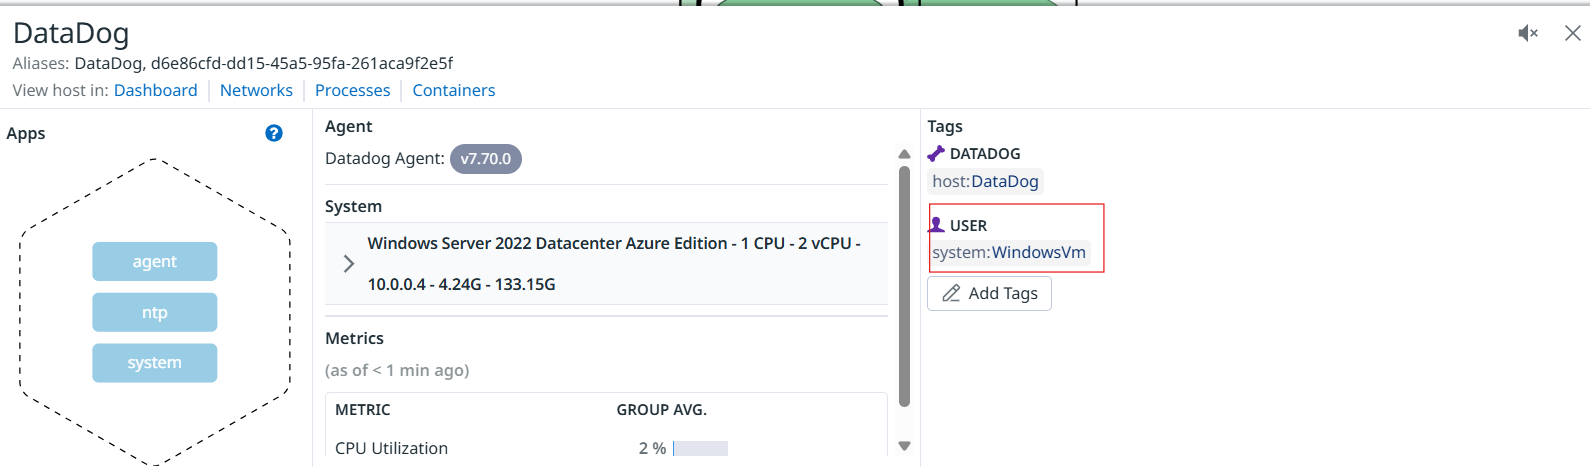 DataDog
Aliases: DataDog, d6e86cfd-dd15-45a5-95fa-261aca9f2e5f
View host in: Dashboard Networks Processes Containers
Apps
?
agent
ntp
system
Agent
Datadog Agent: v7.70.0
System
Windows Server 2022 Datacenter Azure Edition - 1 CPU - 2 vCPU -
10.0.0.4 - 4.24G - 133.15G
Metrics
(as of < 1 min ago)
METRIC GROUP AVG.
CPU Utilization 2 %
Tags
DATADOG
host:DataDog
USER
system:WindowsVm
Add Tags